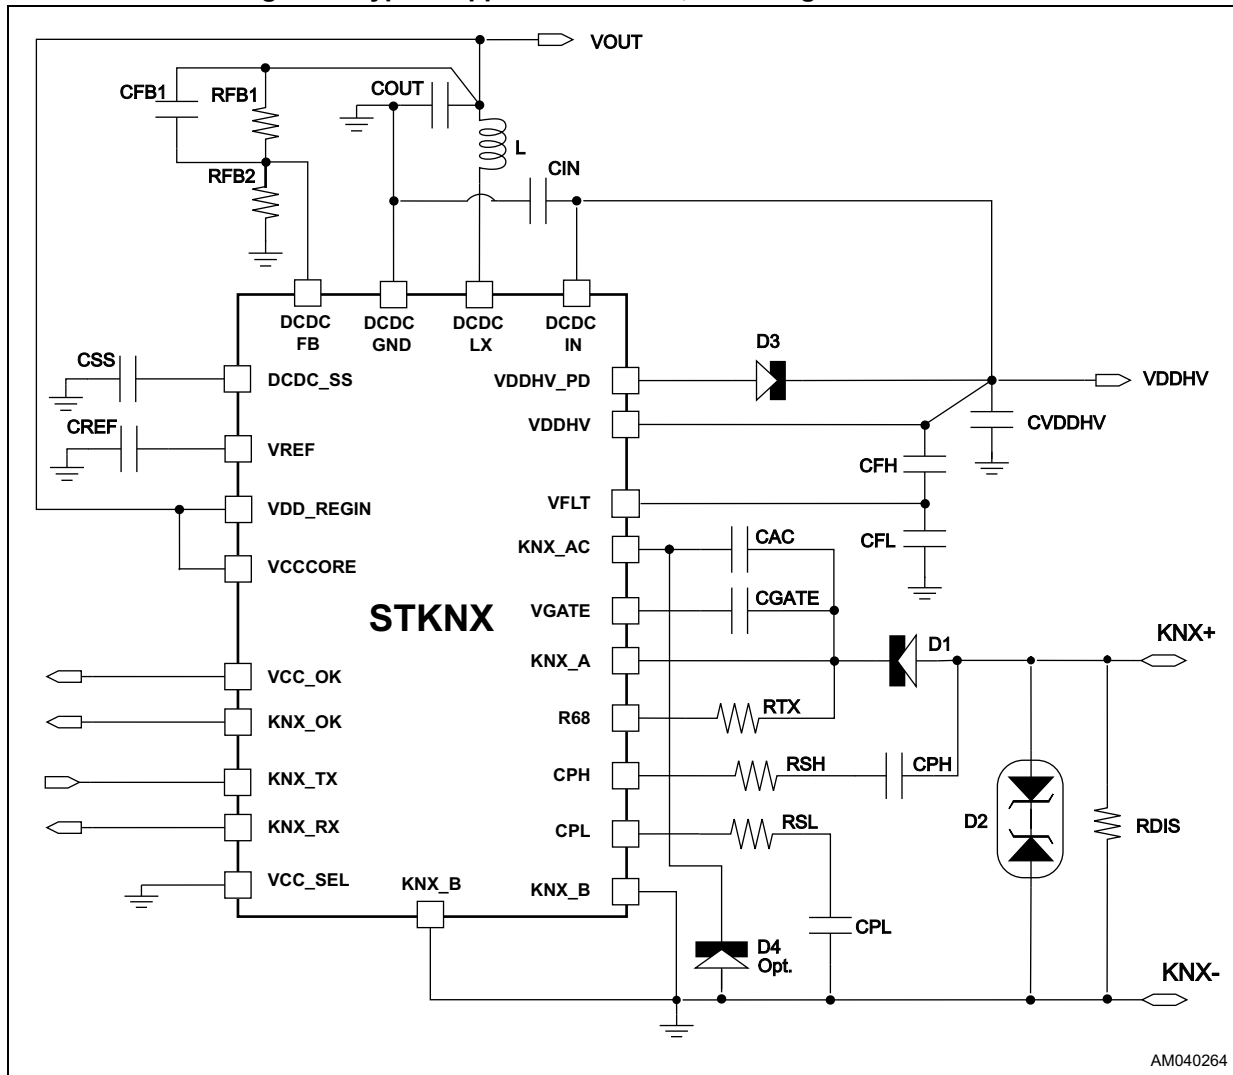 VOUT
COUT
CFB1
RFB1
L
CIN
RFB2
DCDC FB
DCDC GND
DCDC LX
DCDC IN
D3
CSS
DCDC_SS
VDDHV_PD
VDDHV
VDDHV
CVDDHV
CREF
VREF
CFH
VDD_REGIN
VFLT
KNX_AC
CAC
CFL
VCCCORE
CGATE
VGATE
STKNX
KNX+
D1
KNX_A
VCC_OK
RTX
R68
KNX_OK
RSH
CPH
CPH
KNX_TX
RSL
D2
RDIS
KNX_RX
CPL
VCC_SEL
KNX_B
KNX_B
CPL
D4
Opt.
KNX-
AM040264